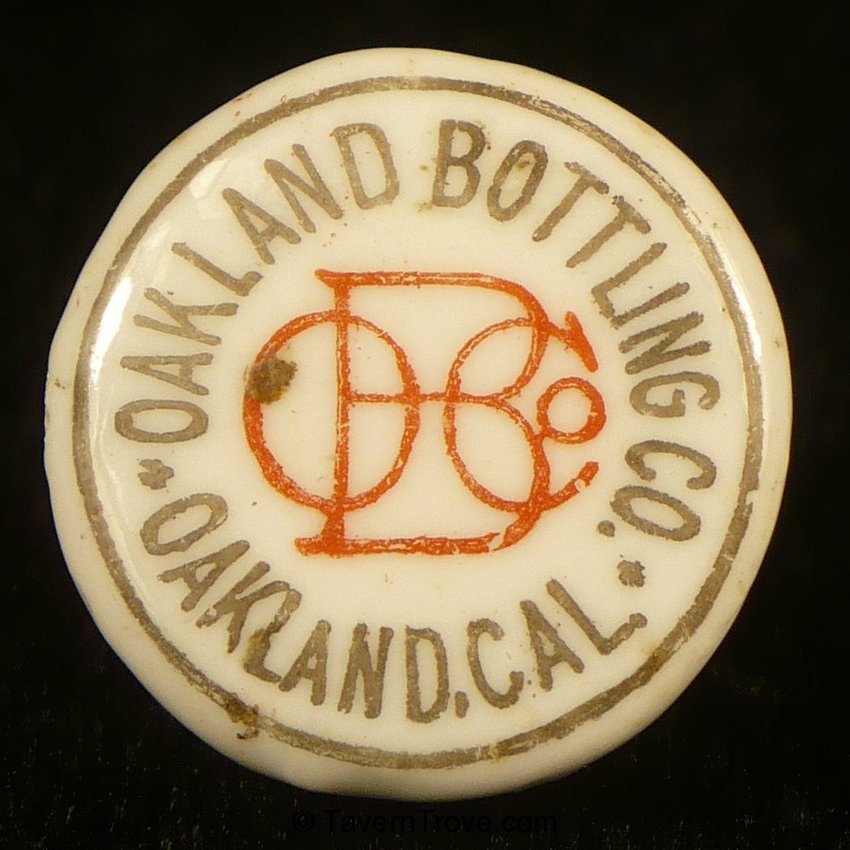 OAKLAND BOTTLING CO.
OBCo
* OAKLAND, CAL. *
© TavernTrove.com